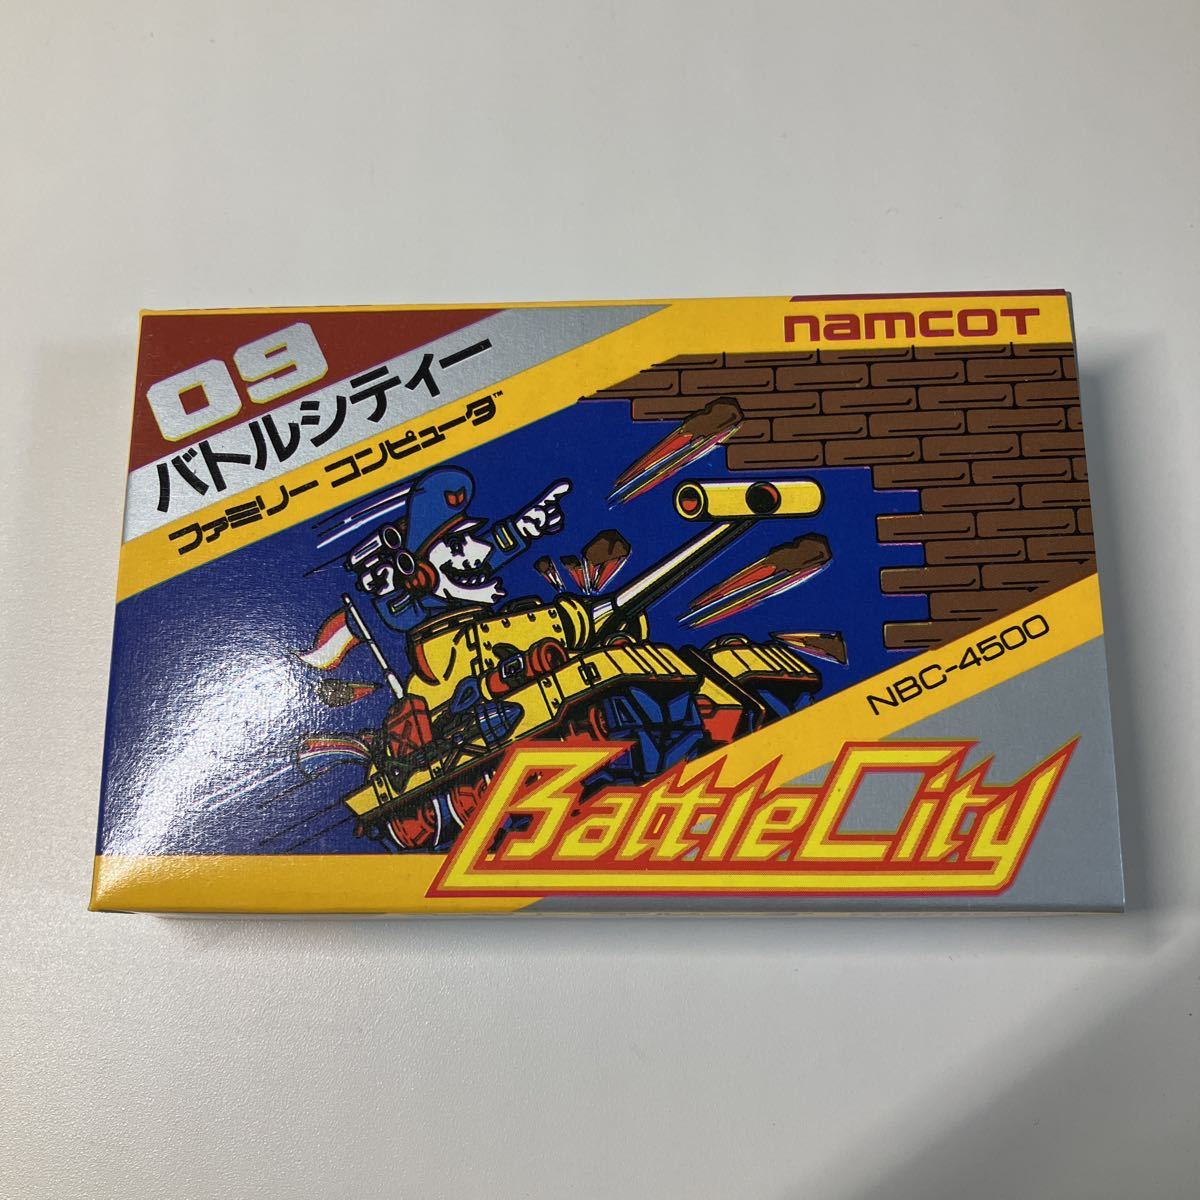 namcoT
09
バトルシティー
ファミリー コンピュータ™
NBC-4500
BattleCity